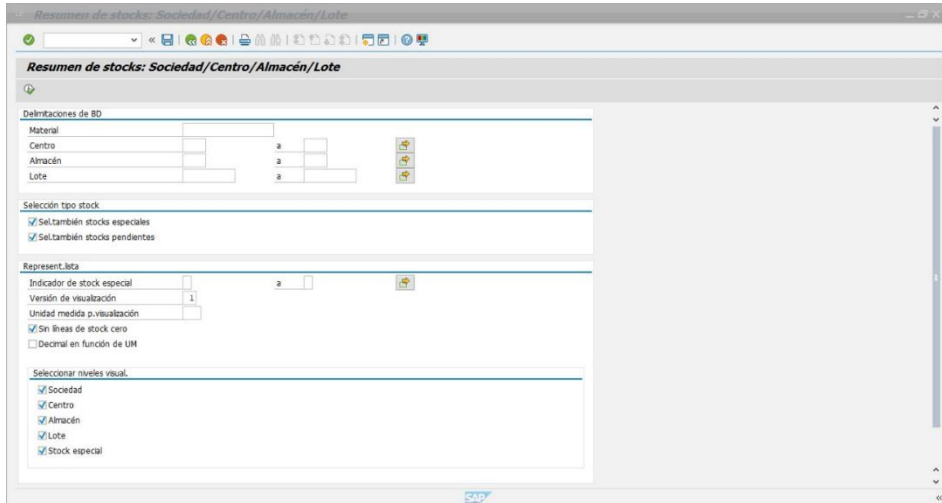 Resumen de stocks: Sociedad/Centro/Almacén/Lote
Resumen de stocks: Sociedad/Centro/Almacén/Lote
Delimitaciones de BD
Material
Centro a
Almacén a
Lote a
Selección tipo stock
Sel.también stocks especiales
Sel.también stocks pendientes
Represent.lista
Indicador de stock especial a
Versión de visualización 1
Unidad medida p.visualización
Sin líneas de stock cero
Decimal en función de UM
Seleccionar niveles visual.
Sociedad
Centro
Almacén
Lote
Stock especial
SAP